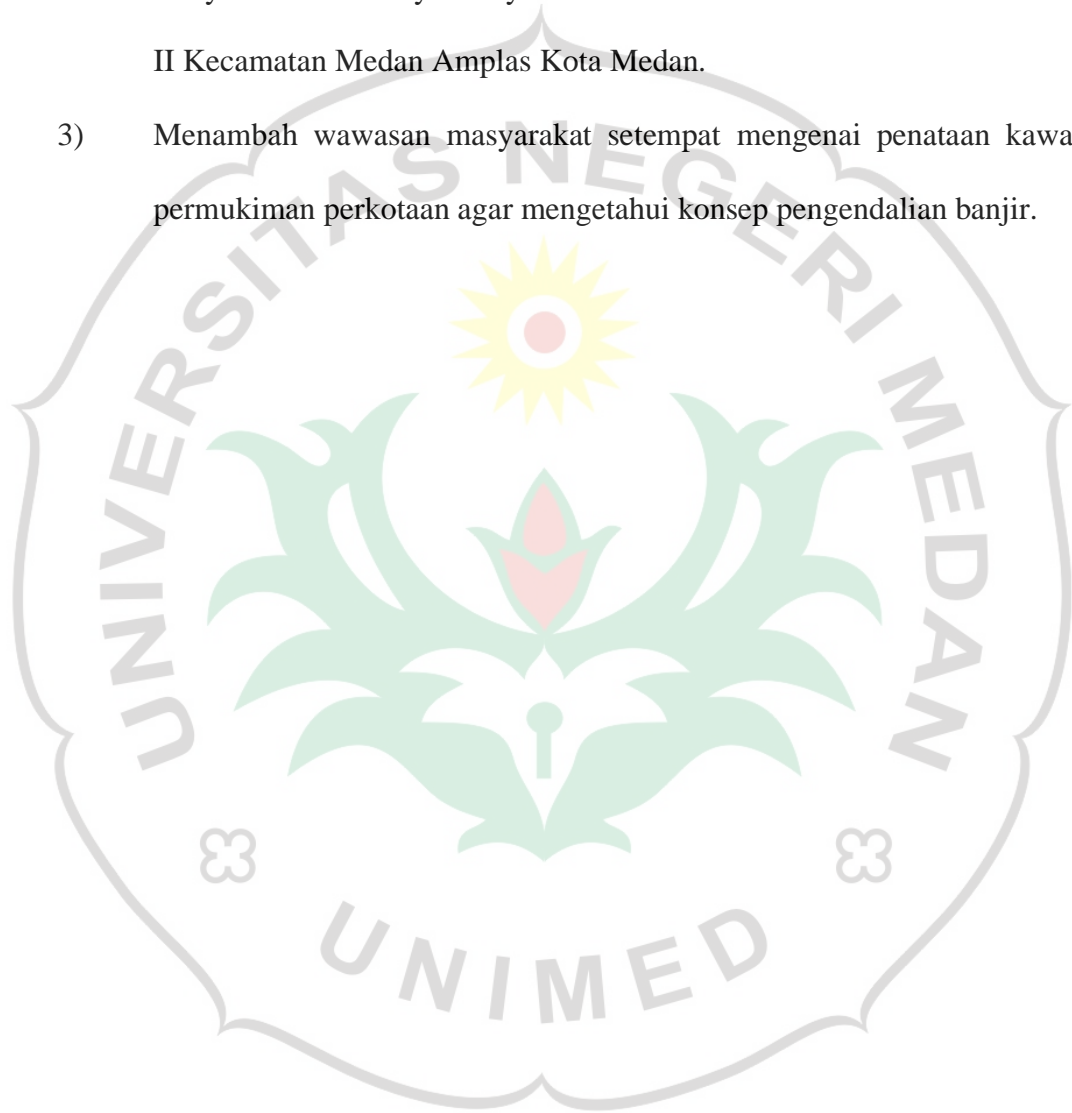 II Kecamatan Medan Amplas Kota Medan.
3) Menambah wawasan masyarakat setempat mengenai penataan kawa
permukiman perkotaan agar mengetahui konsep pengendalian banjir.
UNIVERSITAS NEGERI MEDAN
UNIMED